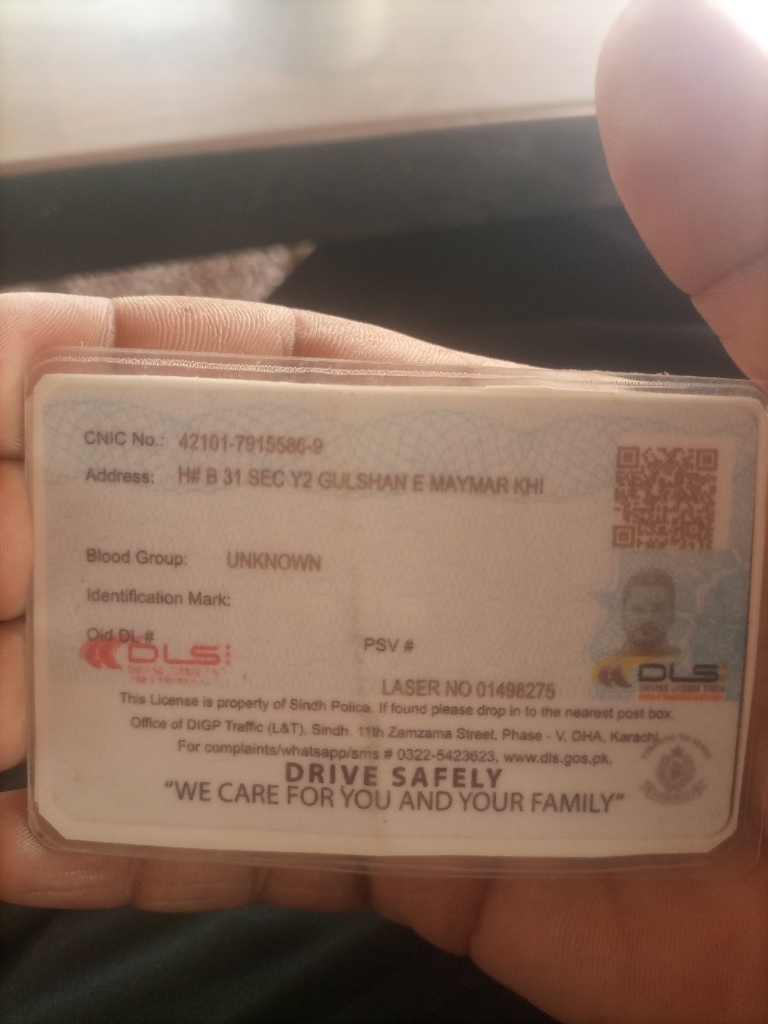 CNIC No.: 42101-7915586-9
Address: H# B 31 SEC Y2 GULSHAN E MAYMAR KHI
Blood Group: UNKNOWN
Identification Mark:
Old DL #
PSV #
DLS
DLS
DRIVING LICENSE SINDH
LASER NO 01498275
This License is property of Sindh Police. If found please drop in to the nearest post box.
Office of DIGP Traffic (L&T), Sindh. 11th Zamzama Street, Phase - V, DHA, Karachi.
For complaints/whatsapp/sms # 0322-5423623, www.dls.gos.pk,
DRIVE SAFELY
"WE CARE FOR YOU AND YOUR FAMILY"